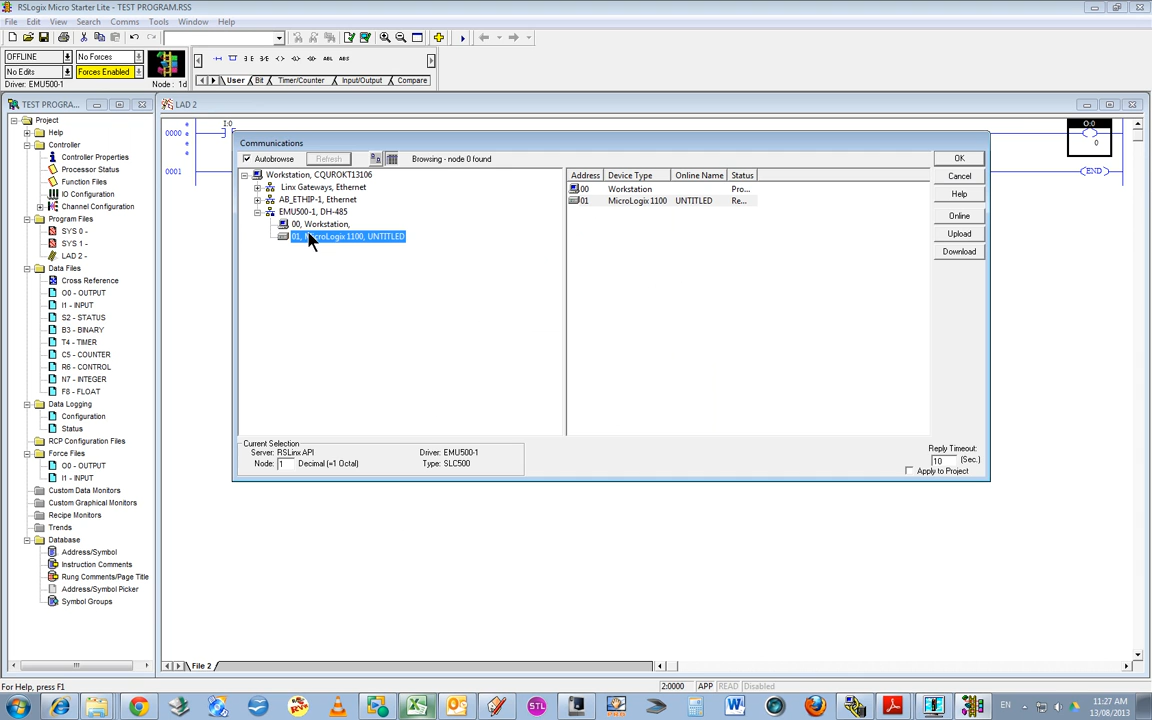 RSLogix Micro Starter Lite - TEST PROGRAM.RSS
File Edit View Search Comms Tools Window Help
OFFLINE No Forces
No Edits Forces Enabled
Driver: EMU500-1 Node : 1d
User Bit Timer/Counter Input/Output Compare
TEST PROGRA...
LAD 2
Project
Help
Controller
Controller Properties
Processor Status
Function Files
IO Configuration
Channel Configuration
Program Files
SYS 0 -
SYS 1 -
LAD 2 -
Data Files
Cross Reference
O0 - OUTPUT
I1 - INPUT
S2 - STATUS
B3 - BINARY
T4 - TIMER
C5 - COUNTER
R6 - CONTROL
N7 - INTEGER
F8 - FLOAT
Data Logging
Configuration
Status
RCP Configuration Files
Force Files
O0 - OUTPUT
I1 - INPUT
Custom Data Monitors
Custom Graphical Monitors
Recipe Monitors
Trends
Database
Address/Symbol
Instruction Comments
Rung Comments/Page Title
Address/Symbol Picker
Symbol Groups
0000
I:0
O:0
0
0001
END
Communications
Autobrowse Refresh Browsing - node 0 found
Workstation, CQUROKT13106
Linx Gateways, Ethernet
AB_ETHIP-1, Ethernet
EMU500-1, DH-485
00, Workstation,
01, MicroLogix 1100, UNTITLED
Address Device Type Online Name Status
00 Workstation Pro...
01 MicroLogix 1100 UNTITLED Re...
OK
Cancel
Help
Online
Upload
Download
Current Selection
Server: RSLinx API Driver: EMU500-1
Node: 1 Decimal (=1 Octal) Type: SLC500
Reply Timeout:
10 (Sec.)
Apply to Project
File 2
For Help, press F1
2:0000 APP READ Disabled
EN
11:27 AM
13/08/2013